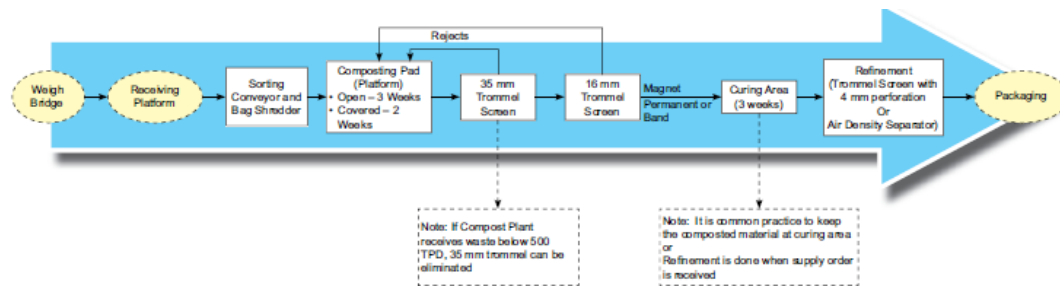 Rejects
Weigh
Bridge
Receiving
Platform
Sorting
Conveyor and
Bag Shredder
Composting Pad
(Platform)
• Open – 3 Weeks
• Covered – 2
Weeks
35 mm
Trommel
Screen
16 mm
Trommel
Screen
Magnet
Permanent or
Band
Curing Area
(3 weeks)
Refinement
(Trommel Screen with
4 mm perforation
Or
Air Density Separator)
Packaging
Note: If Compost Plant
receives waste below 500
TPD, 35 mm trommel can be
eliminated
Note: It is common practice to keep
the composted material at curing area
or
Refinement is done when supply order
is received